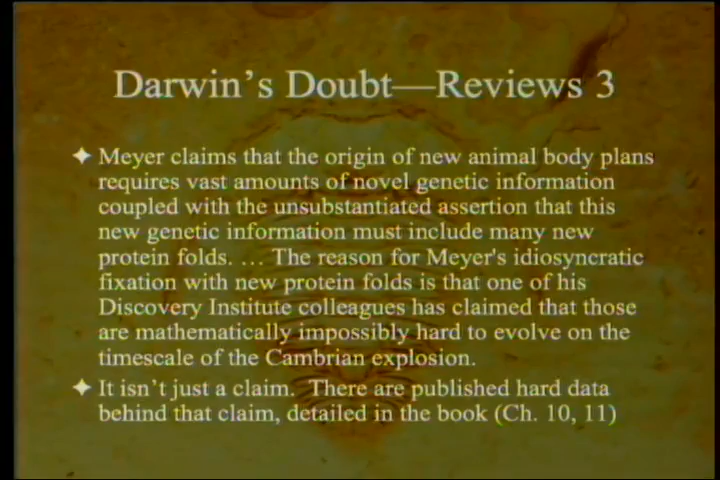 Darwin's Doubt—Reviews 3
✦ Meyer claims that the origin of new animal body plans
requires vast amounts of novel genetic information
coupled with the unsubstantiated assertion that this
new genetic information must include many new
protein folds. … The reason for Meyer's idiosyncratic
fixation with new protein folds is that one of his
Discovery Institute colleagues has claimed that those
are mathematically impossibly hard to evolve on the
timescale of the Cambrian explosion.
✦ It isn't just a claim.  There are published hard data
behind that claim, detailed in the book (Ch. 10, 11)